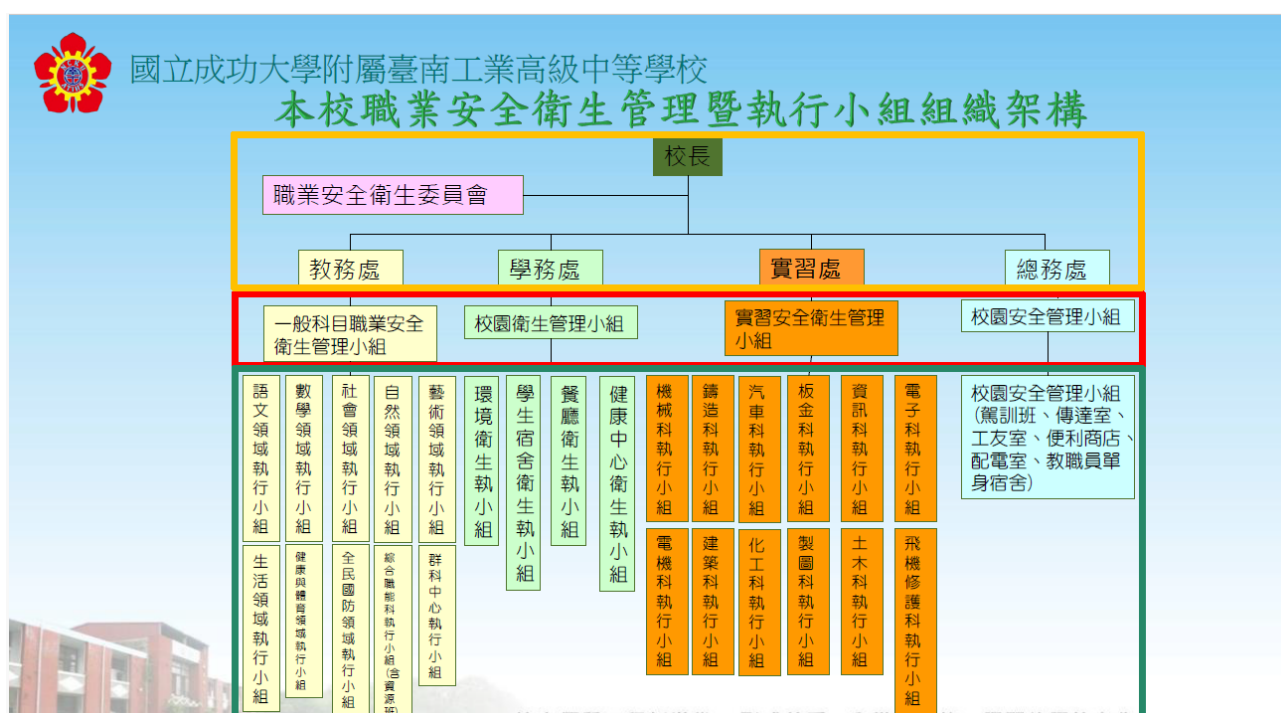 國立成功大學附屬臺南工業高級中等學校
本校職業安全衛生管理暨執行小組組織架構
校長
職業安全衛生委員會
教務處
學務處
實習處
總務處
一般科目職業安全
衛生管理小組
校園衛生管理小組
實習安全衛生管理
小組
校園安全管理小組
語文領域執行小組
數學領域執行小組
社會領域執行小組
自然領域執行小組
藝術領域執行小組
環境衛生執小組
學生宿舍衛生執小組
餐廳衛生執小組
健康中心衛生執小組
機械科執行小組
鑄造科執行小組
汽車科執行小組
板金科執行小組
資訊科執行小組
電子科執行小組
校園安全管理小組
(駕訓班、傳達室、
工友室、便利商店、
配電室、教職員單
身宿舍)
生活領域執行小組
健康與體育領域執行小組
全民國防領域執行小組
綜合職能科執行小組(含資源班)
群科中心執行小組
電機科執行小組
建築科執行小組
化工科執行小組
製圖科執行小組
土木科執行小組
飛機修護科執行小組